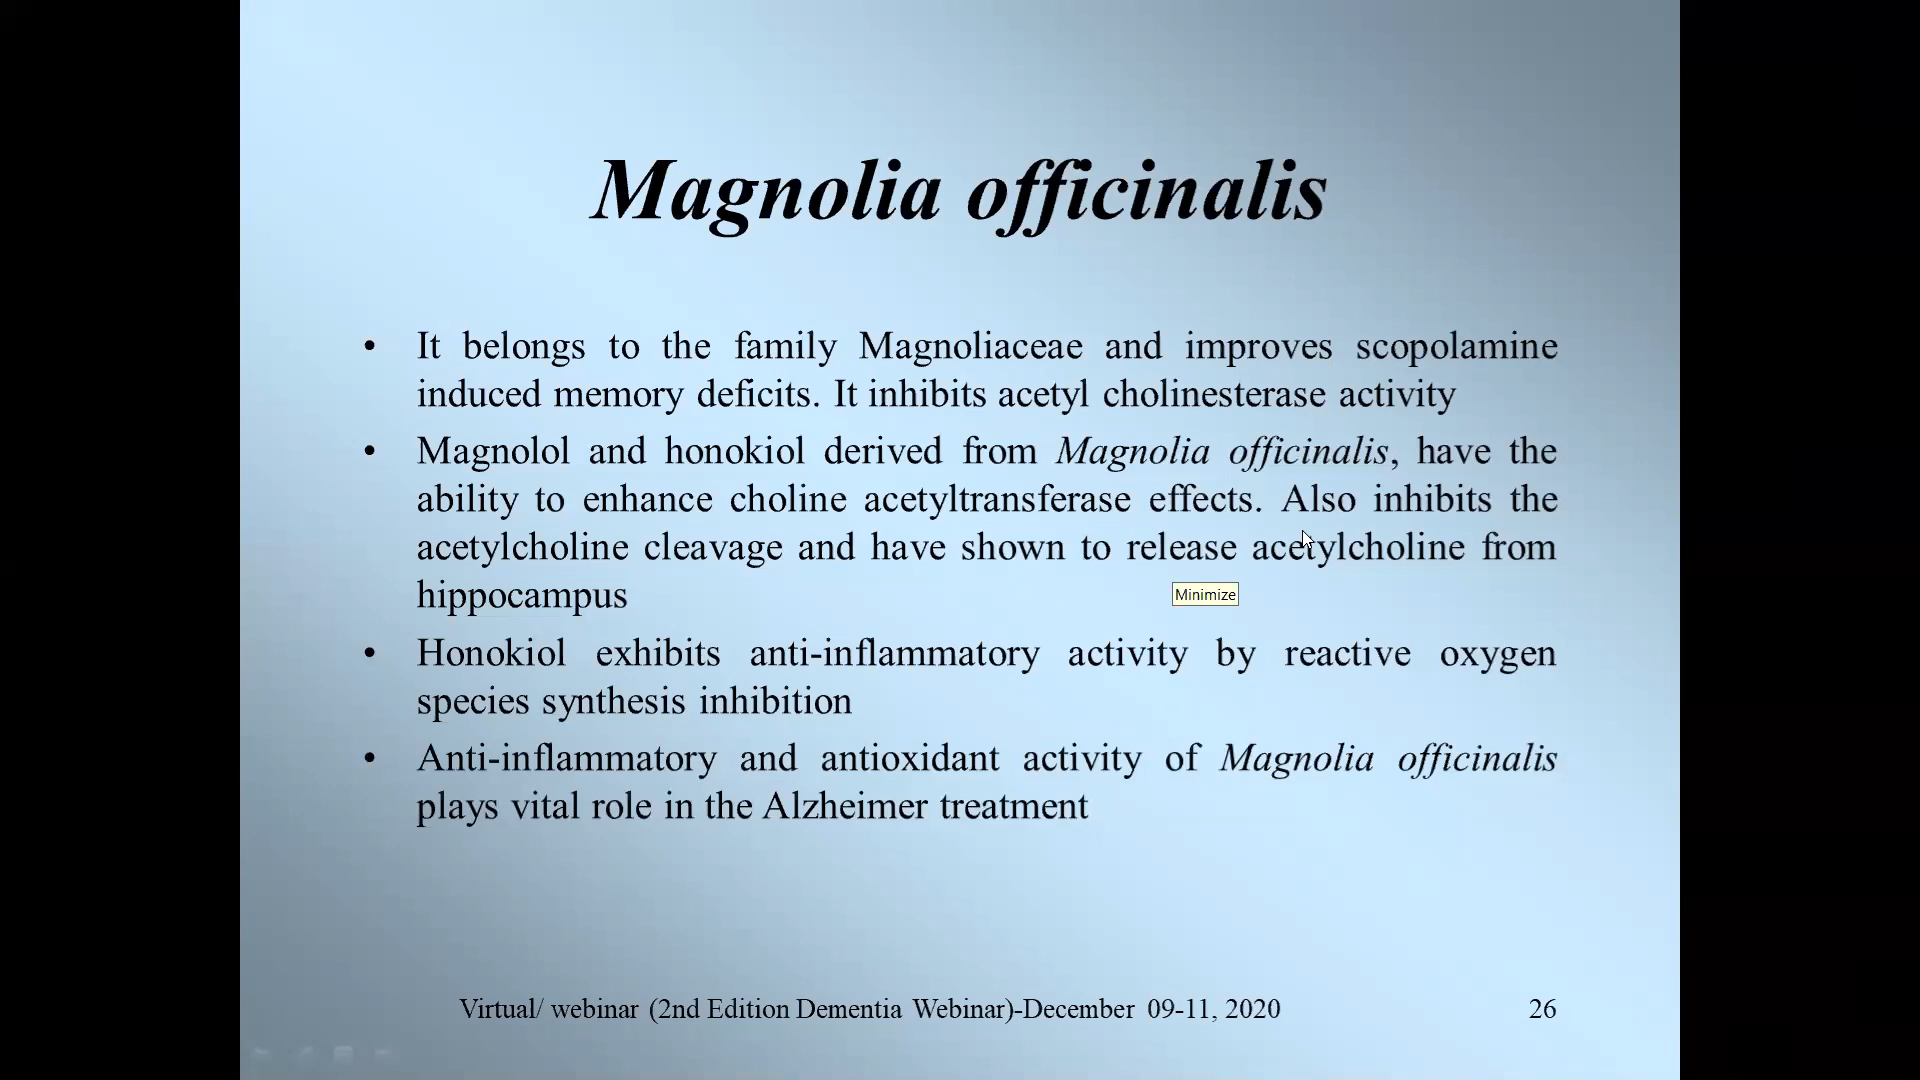 Magnolia officinalis
• It belongs to the family Magnoliaceae and improves scopolamine
induced memory deficits. It inhibits acetyl cholinesterase activity
• Magnolol and honokiol derived from Magnolia officinalis, have the
ability to enhance choline acetyltransferase effects. Also inhibits the
acetylcholine cleavage and have shown to release acetylcholine from
hippocampus
Minimize
• Honokiol exhibits anti-inflammatory activity by reactive oxygen
species synthesis inhibition
• Anti-inflammatory and antioxidant activity of Magnolia officinalis
plays vital role in the Alzheimer treatment
Virtual/ webinar (2nd Edition Dementia Webinar)-December 09-11, 2020
26